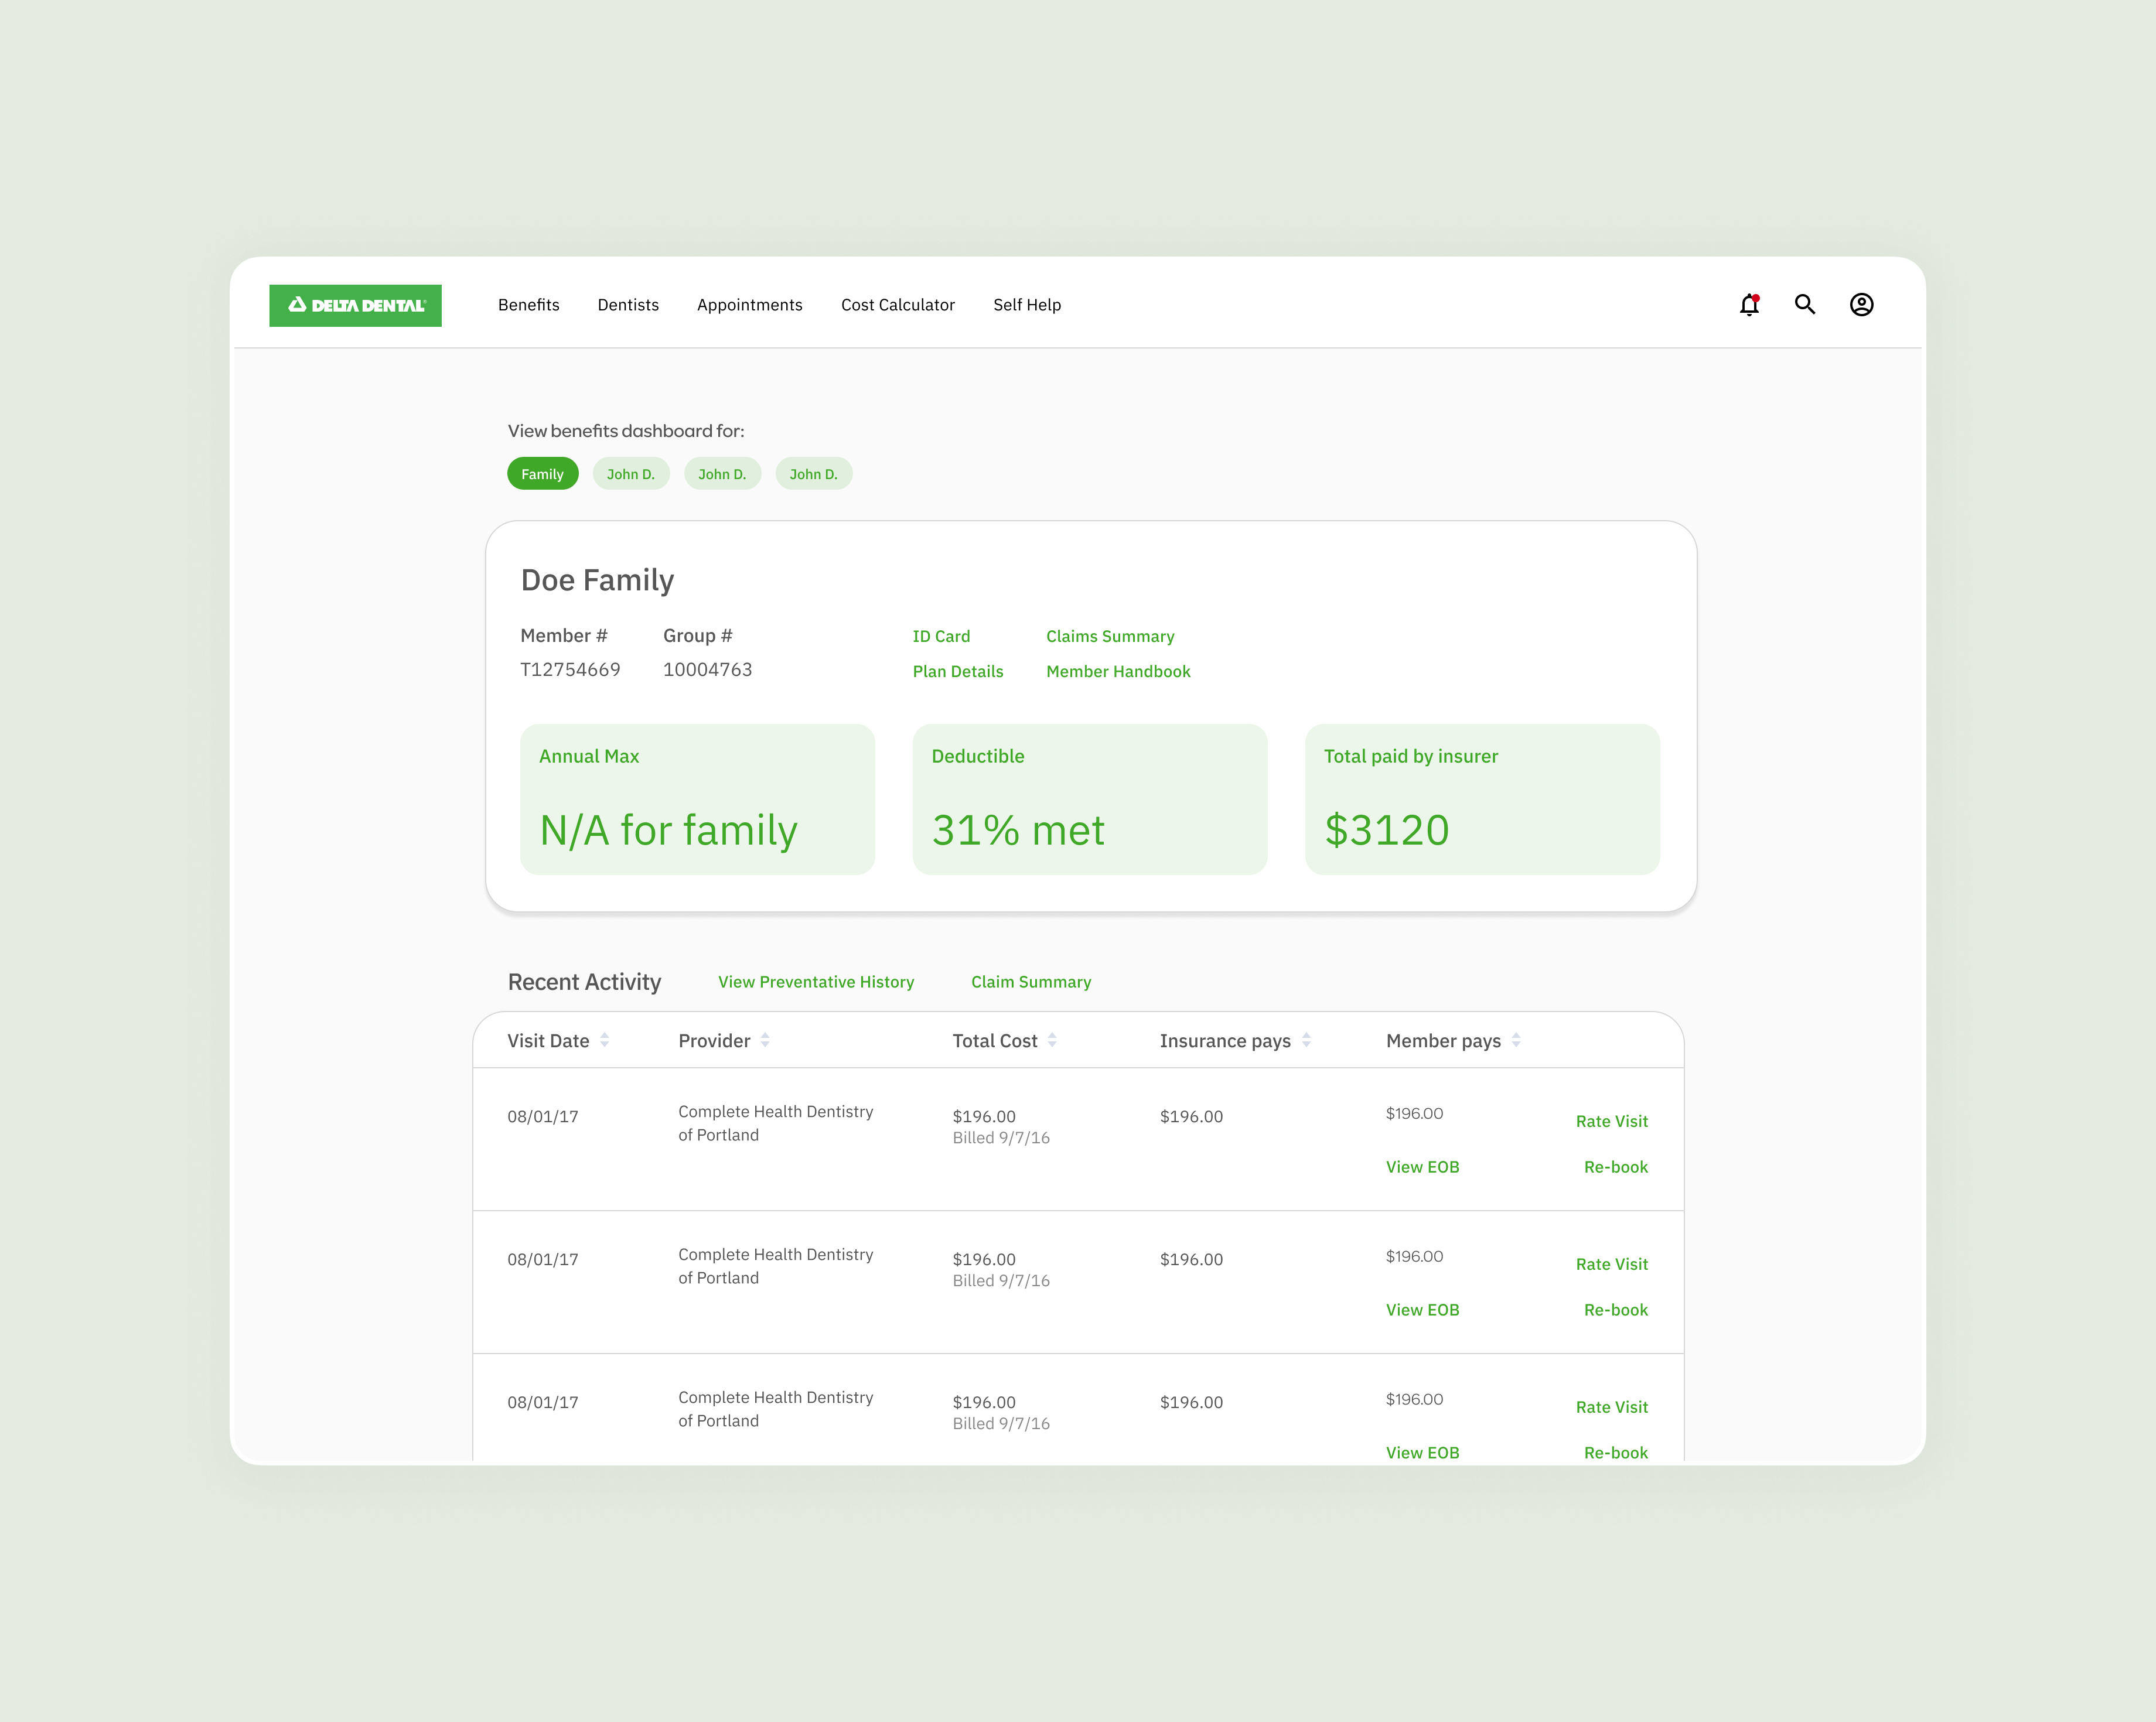 DELTA DENTAL
Benefits Dentists Appointments Cost Calculator Self Help
View benefits dashboard for:
Family John D. John D. John D.
Doe Family
Member # Group # ID Card Claims Summary
T12754669 10004763 Plan Details Member Handbook
Annual Max Deductible Total paid by insurer
N/A for family 31% met $3120
Recent Activity View Preventative History Claim Summary
Visit Date Provider Total Cost Insurance pays Member pays
08/01/17 Complete Health Dentistry $196.00 $196.00 $196.00 Rate Visit
of Portland Billed 9/7/16
View EOB Re-book
08/01/17 Complete Health Dentistry $196.00 $196.00 $196.00 Rate Visit
of Portland Billed 9/7/16
View EOB Re-book
08/01/17 Complete Health Dentistry $196.00 $196.00 $196.00 Rate Visit
of Portland Billed 9/7/16
View EOB Re-book